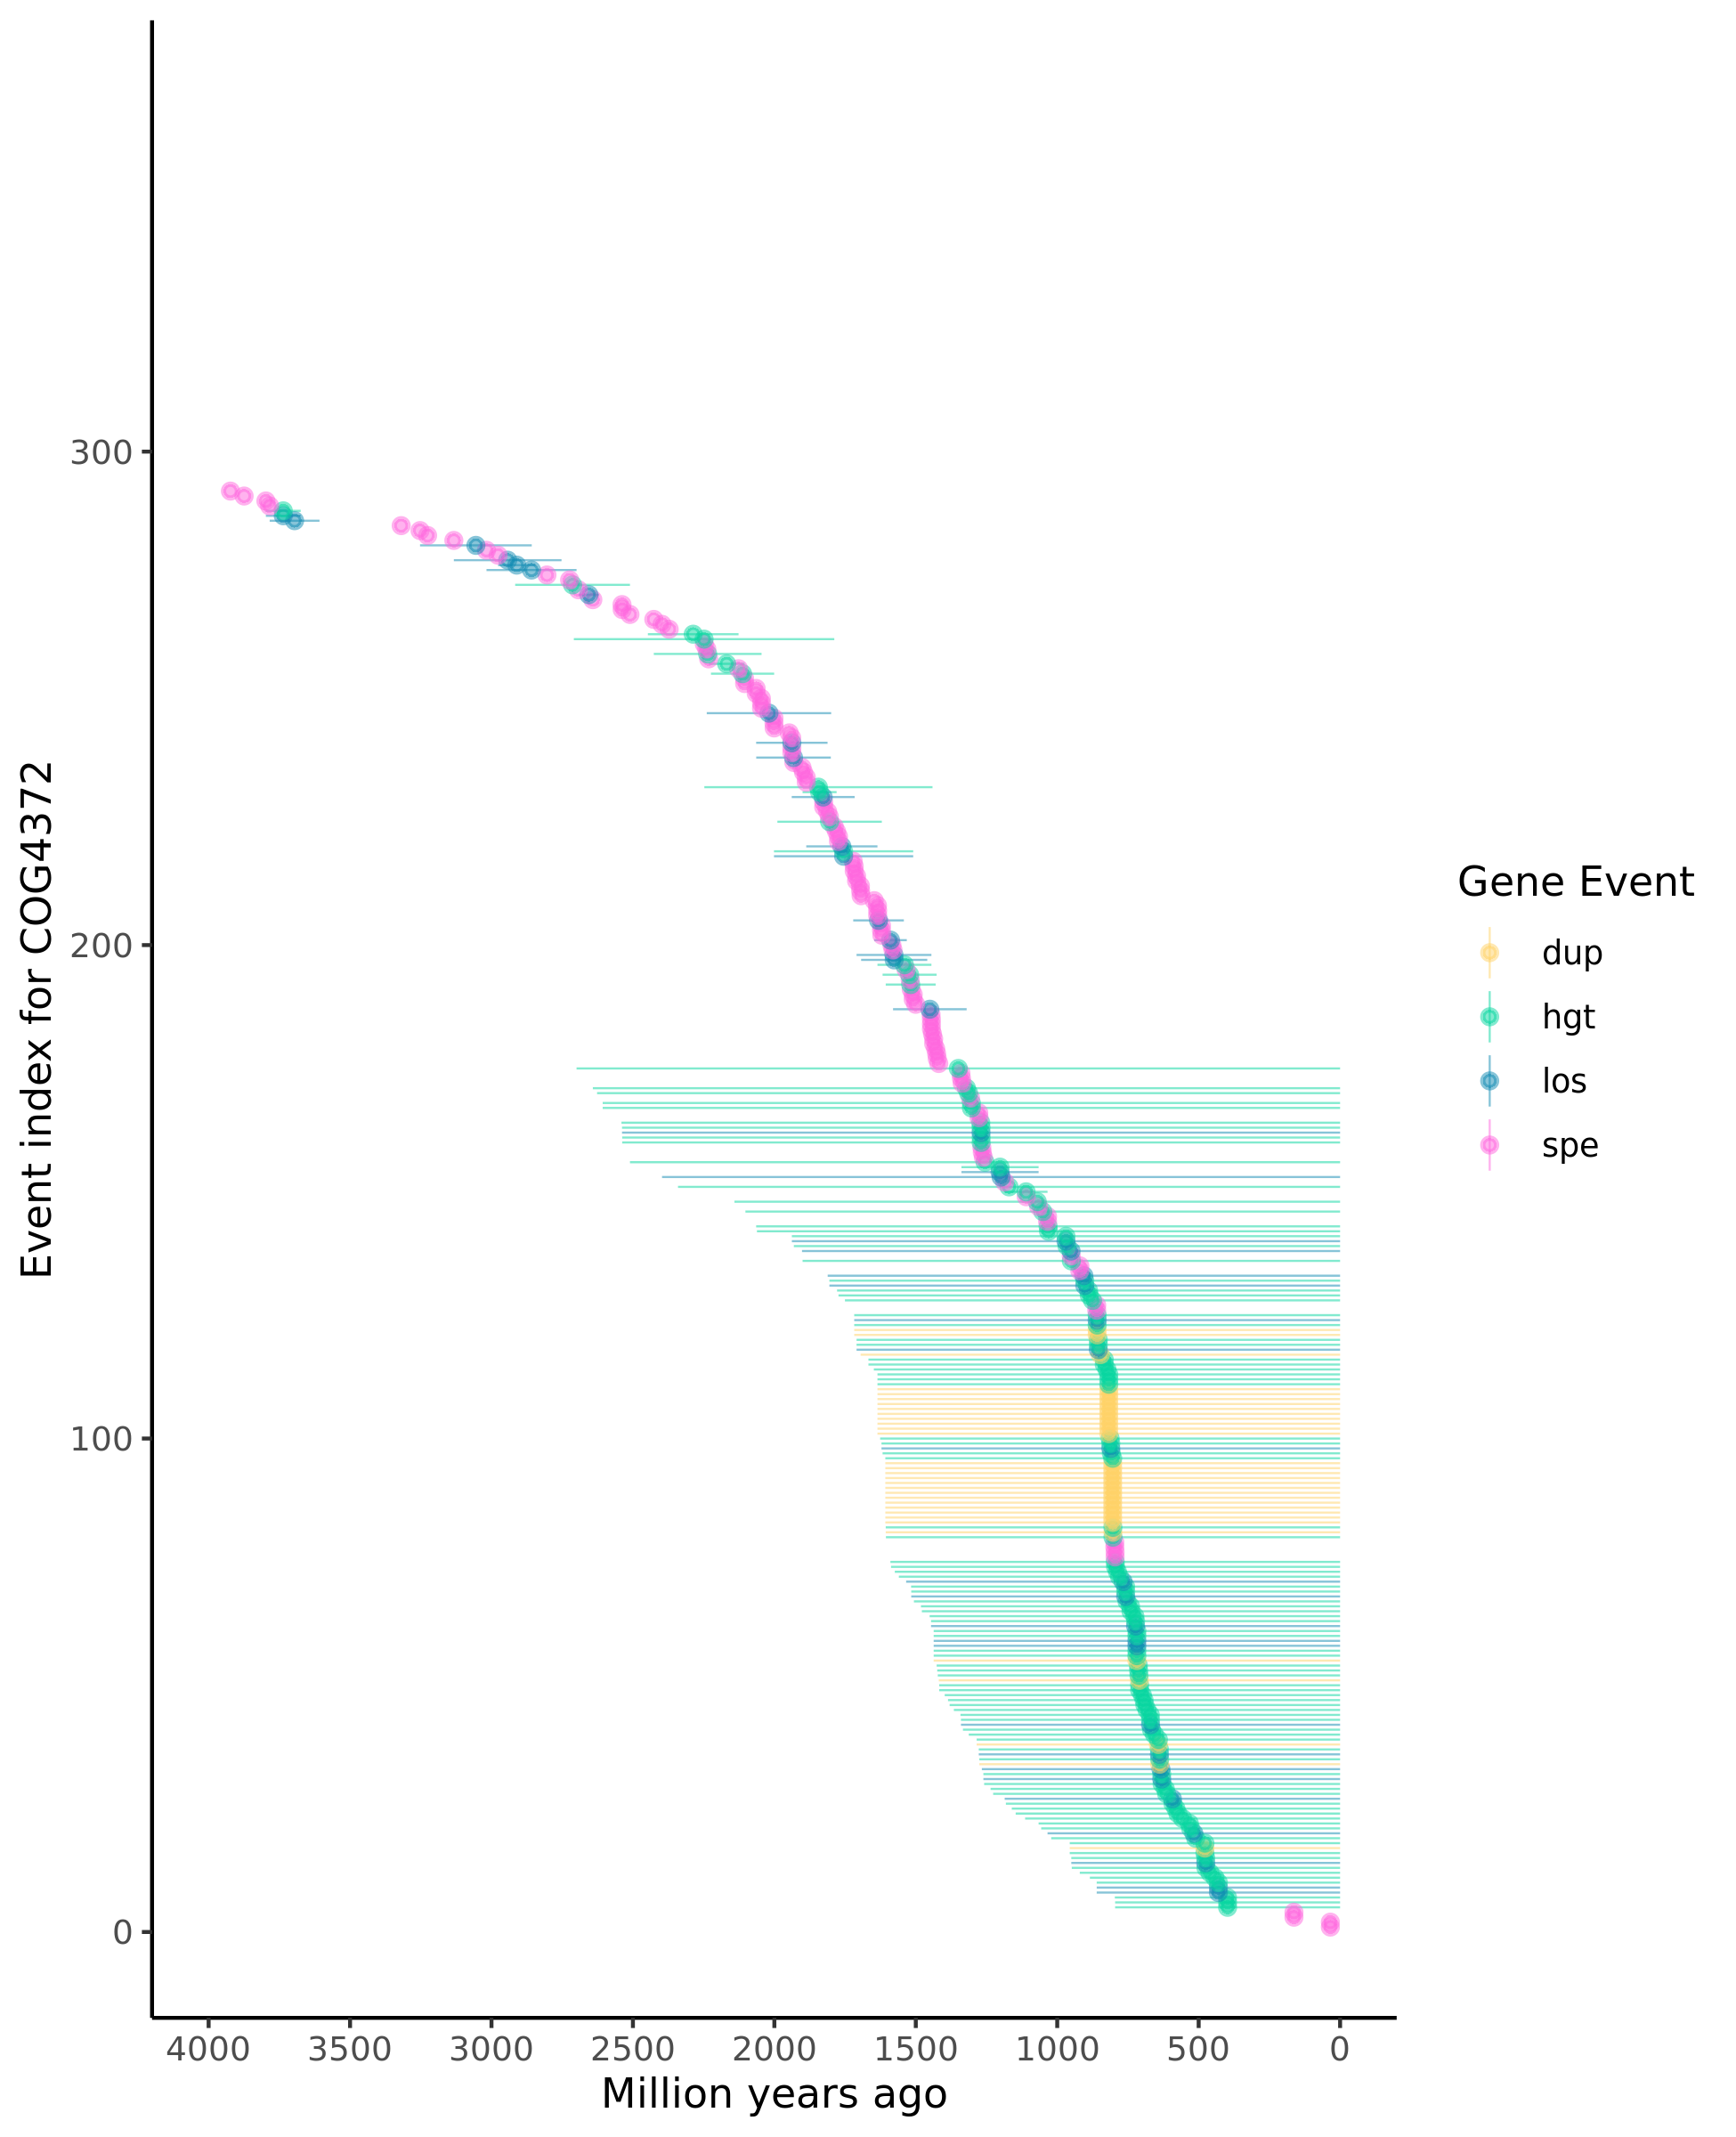 Event index for COG4372
300
200
100
0
4000 3500 3000 2500 2000 1500 1000 500 0
Million years ago
Gene Event
dup
hgt
los
spe